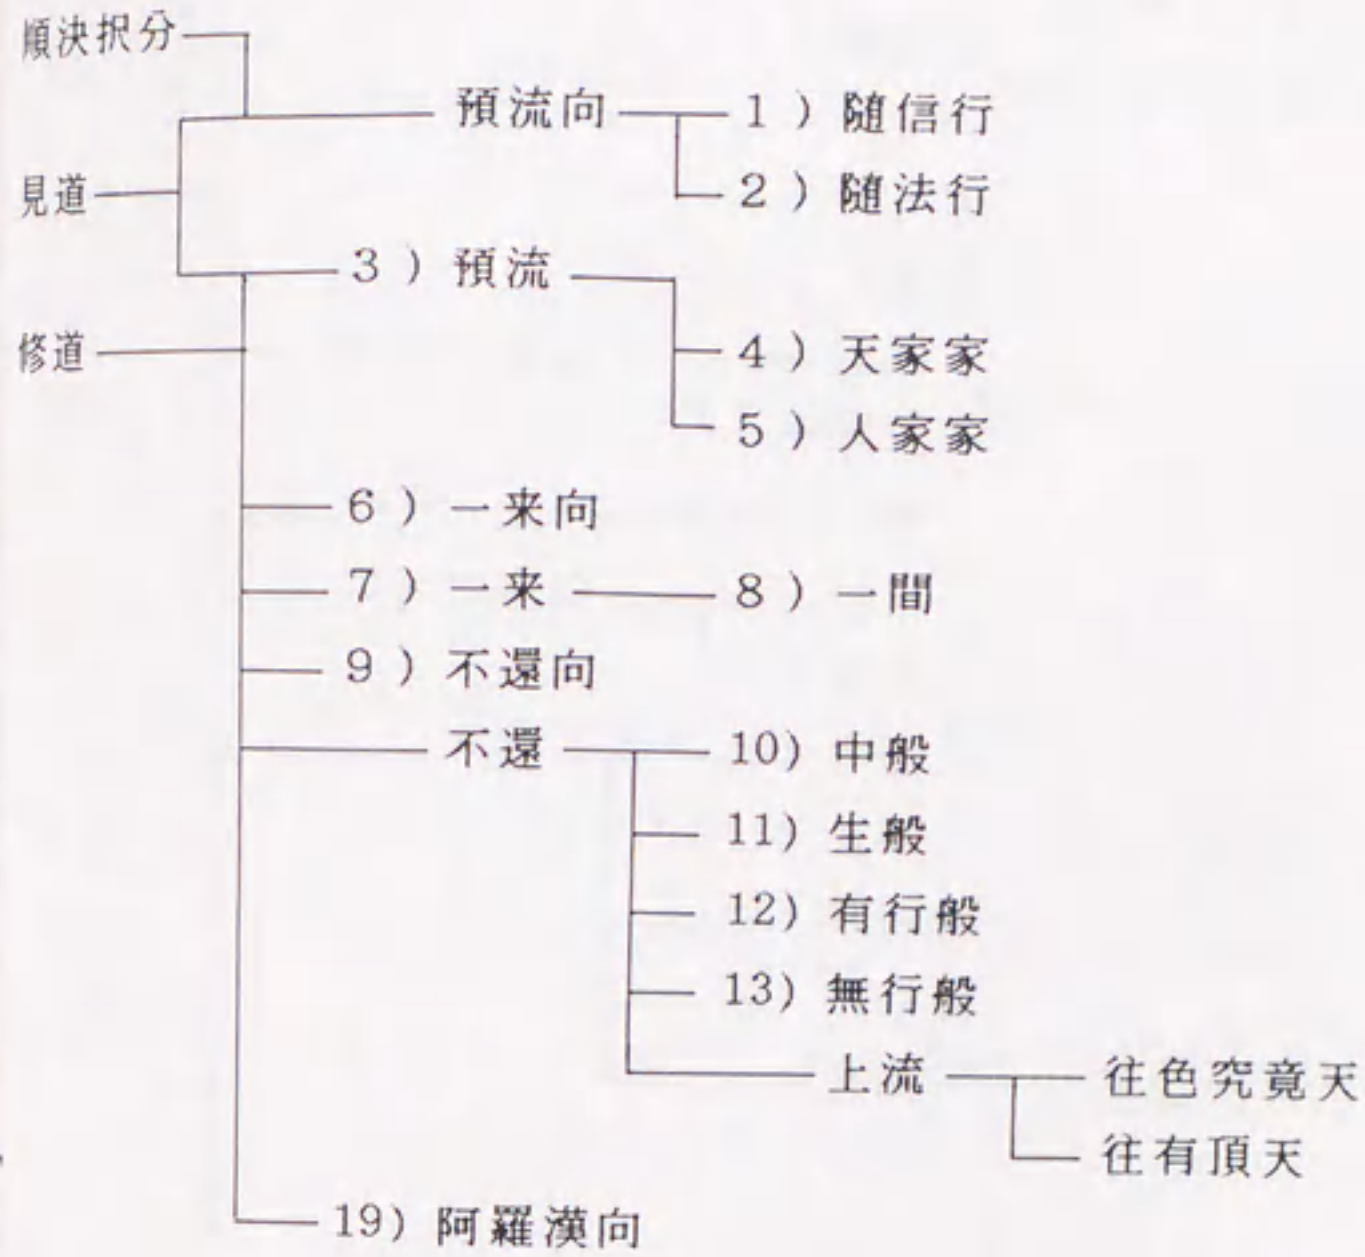 順決択分
預流向 1）随信行
見道 2）随法行
3）預流
修道 4）天家家
5）人家家
6）一来向
7）一来 8）一間
9）不還向
不還 10）中般
11）生般
12）有行般
13）無行般
上流 往色究竟天
往有頂天
19）阿羅漢向